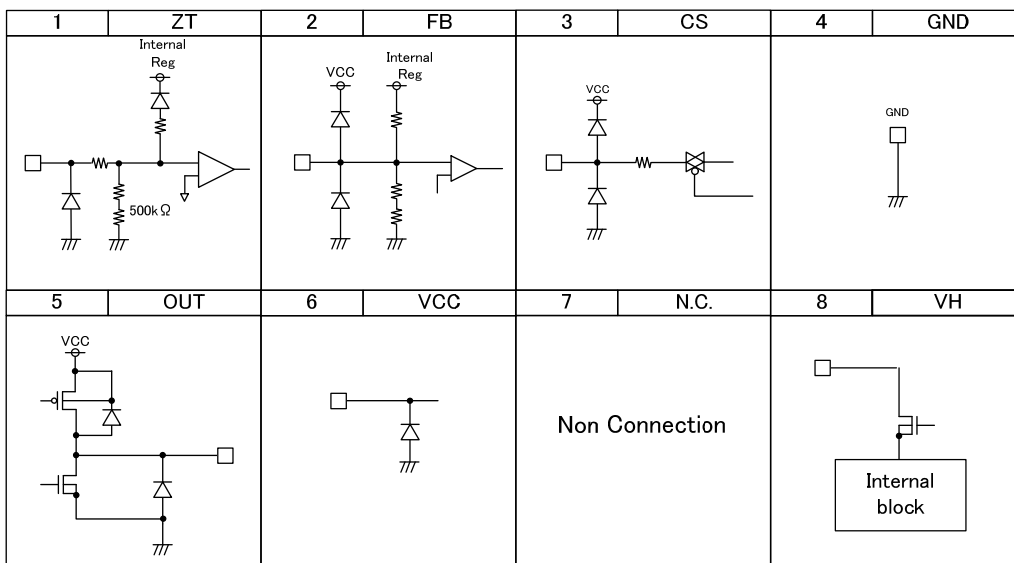 1 ZT 2 FB 3 CS 4 GND
Internal
Reg
500kΩ
VCC
Internal
Reg
VCC
GND
5 OUT 6 VCC 7 N.C. 8 VH
VCC
Non Connection
Internal
block